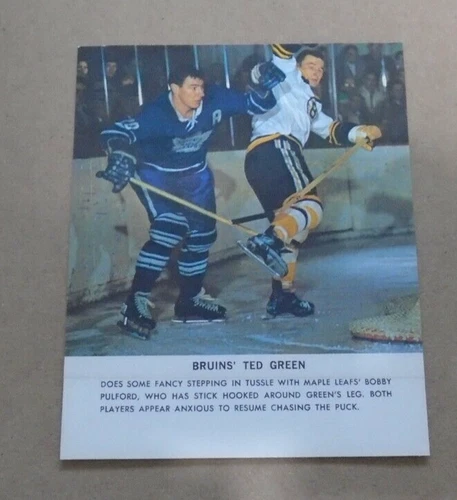 A
BRUINS' TED GREEN
DOES SOME FANCY STEPPING IN TUSSLE WITH MAPLE LEAFS' BOBBY
PULFORD, WHO HAS STICK HOOKED AROUND GREEN'S LEG. BOTH
PLAYERS APPEAR ANXIOUS TO RESUME CHASING THE PUCK.